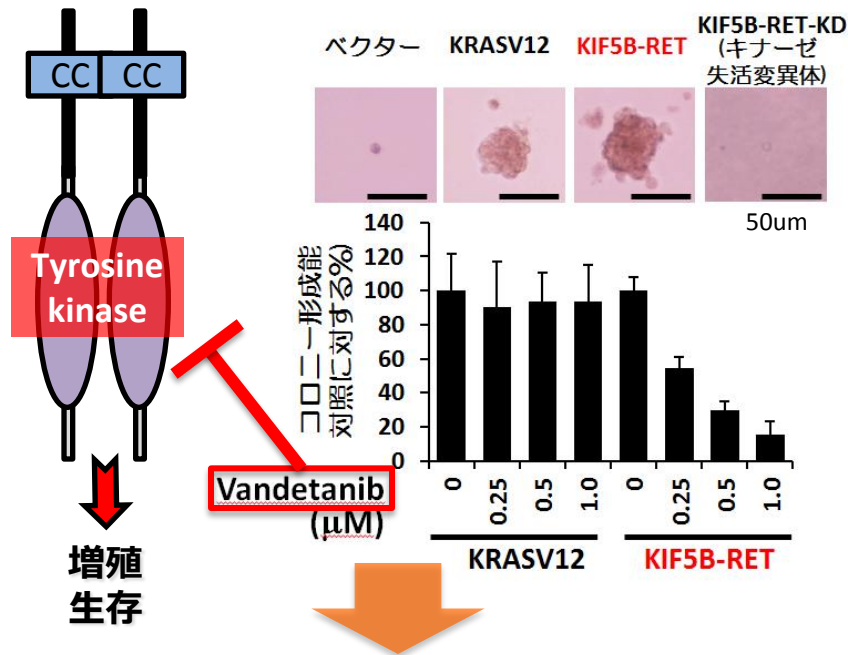 CC CC
Tyrosine
kinase
増殖
生存
Vandetanib
(μM)
ベクター KRASV12 KIF5B-RET KIF5B-RET-KD
(キナーゼ
失活変異体)
50um
コロニー形成能
対照に対する%)
140
120
100
80
60
40
20
0
0 0.25 0.5 1.0 0 0.25 0.5 1.0
KRASV12 KIF5B-RET